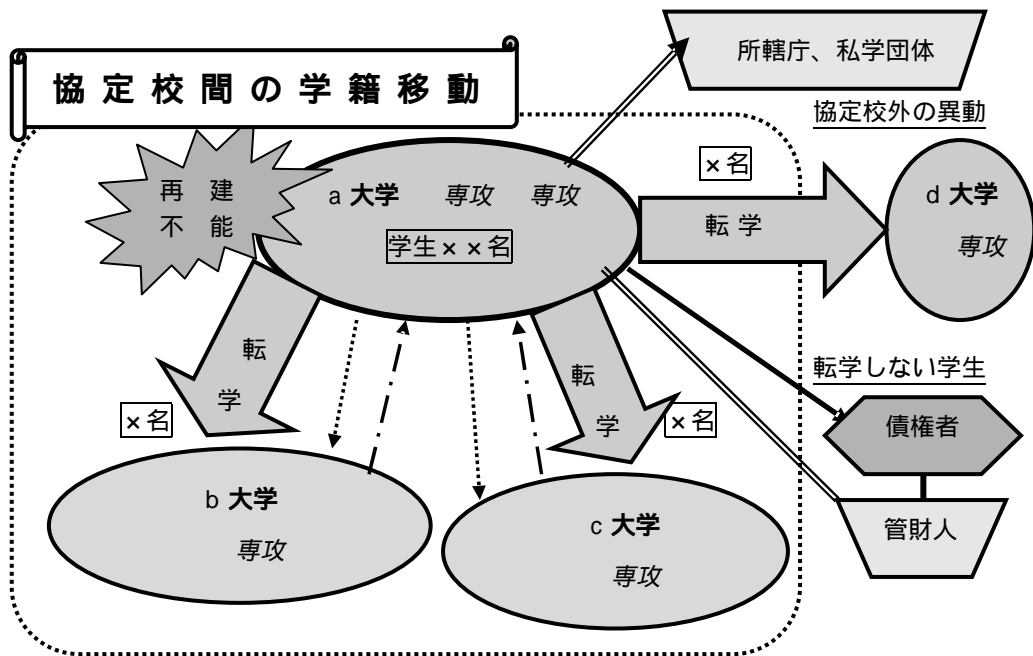 協定校間の学籍移動
所轄庁、私学団体
協定校外の異動
再建
不能
a 大学 専攻 専攻
学生××名
×名
転学
d 大学
専攻
転
学
×名
転
学
×名
転学しない学生
債権者
管財人
b 大学
専攻
c 大学
専攻